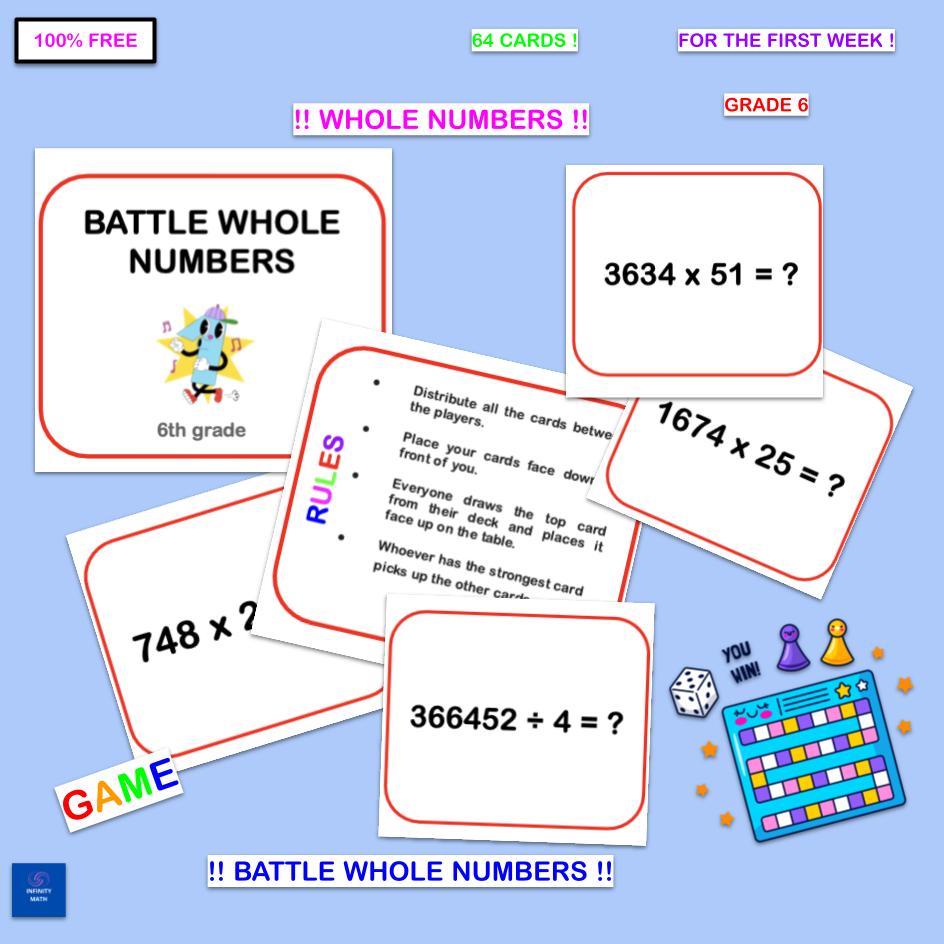 100% FREE
64 CARDS !
FOR THE FIRST WEEK !
GRADE 6
!! WHOLE NUMBERS !!
BATTLE WHOLE
NUMBERS
6th grade
3634 x 51 = ?
1674 x 25 = ?
RULES
Distribute all the cards
the players.
Place your cards face
front of you.
Everyone draws the top card
from their deck and places it
face up on the table.
Whoever has the strongest card
picks up the other
748 x
366452 ÷ 4 = ?
YOU
WIN!
GAME
!! BATTLE WHOLE NUMBERS !!
INFINITY
MATH